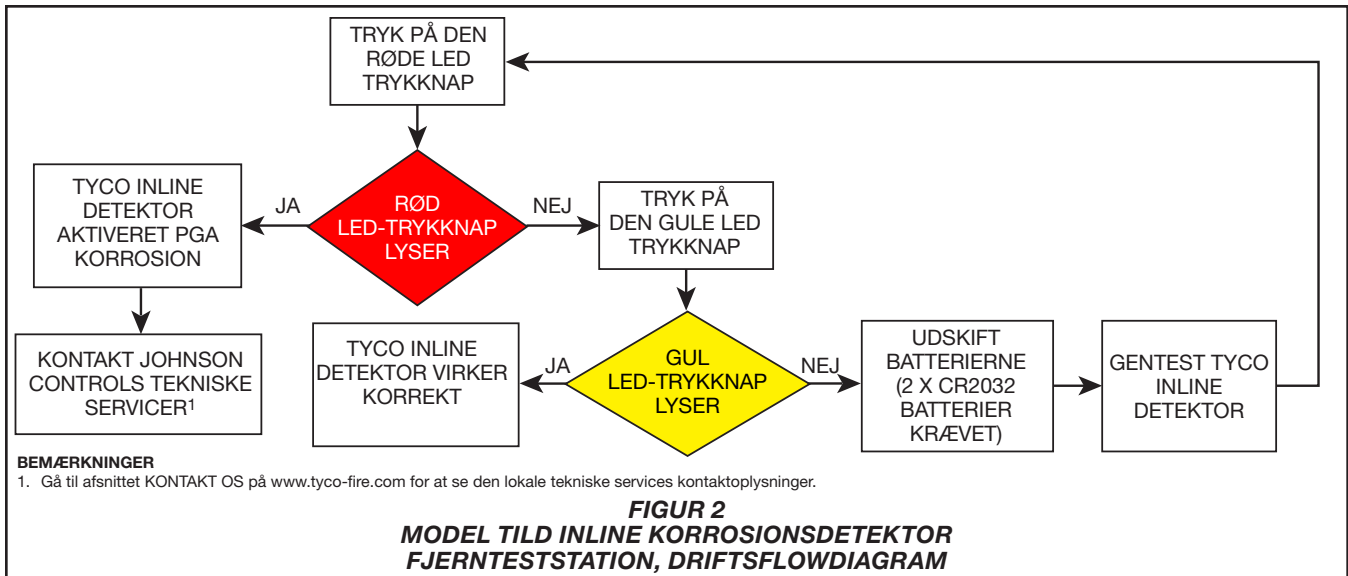 TRYK PÅ DEN
RØDE LED
TRYKKNAP
TYCO INLINE
DETEKTOR
AKTIVERET PGA
KORROSION
JA
RØD
LED-TRYKKNAP
LYSER
NEJ
TRYK PÅ
DEN GULE LED
TRYKKNAP
KONTAKT JOHNSON
CONTROLS TEKNISKE
SERVICER1
TYCO INLINE
DETEKTOR VIRKER
KORREKT
JA
GUL
LED-TRYKKNAP
LYSER
NEJ
UDSKIFT
BATTERIERNE
(2 X CR2032
BATTERIER
KRÆVET)
GENTEST TYCO
INLINE
DETEKTOR
BEMÆRKNINGER
1. Gå til afsnittet KONTAKT OS på www.tyco-fire.com for at se den lokale tekniske services kontaktoplysninger.
FIGUR 2
MODEL TILD INLINE KORROSIONSDETEKTOR
FJERNTESTSTATION, DRIFTSFLOWDIAGRAM